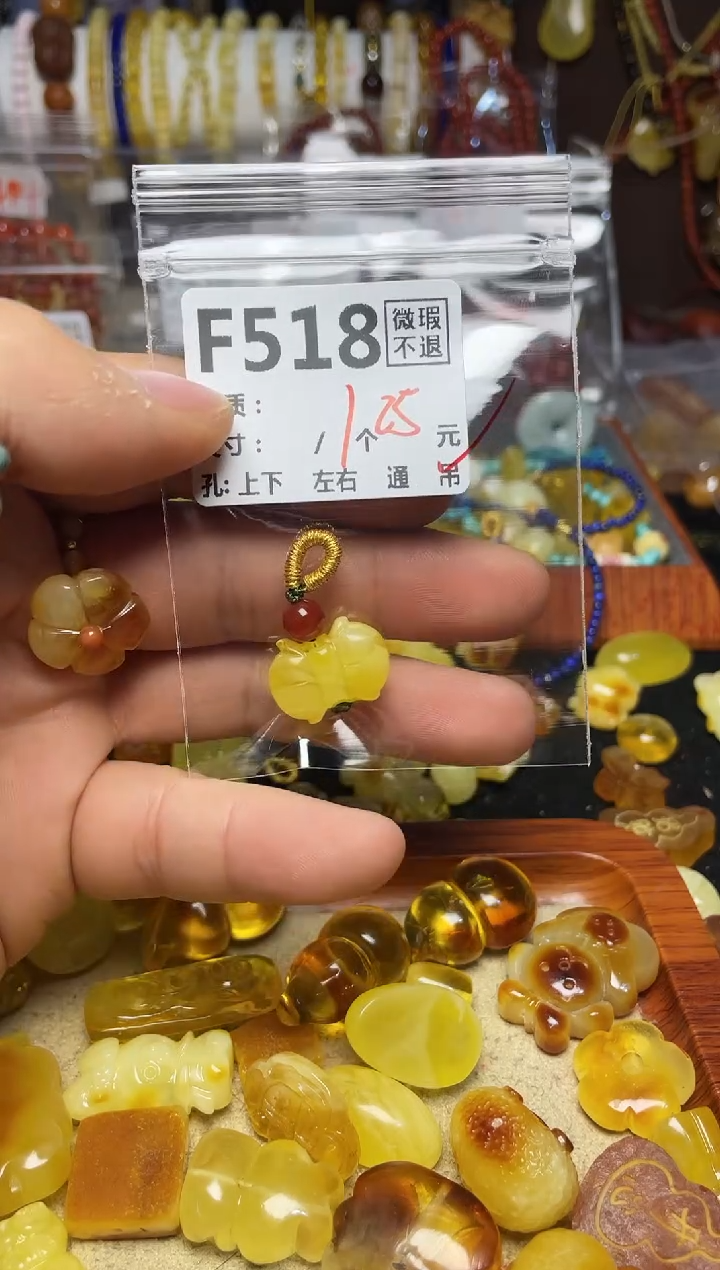 F518 微瑕
不退
质：
寸： / 1个 25 元
孔: 上下 左右 通 吊